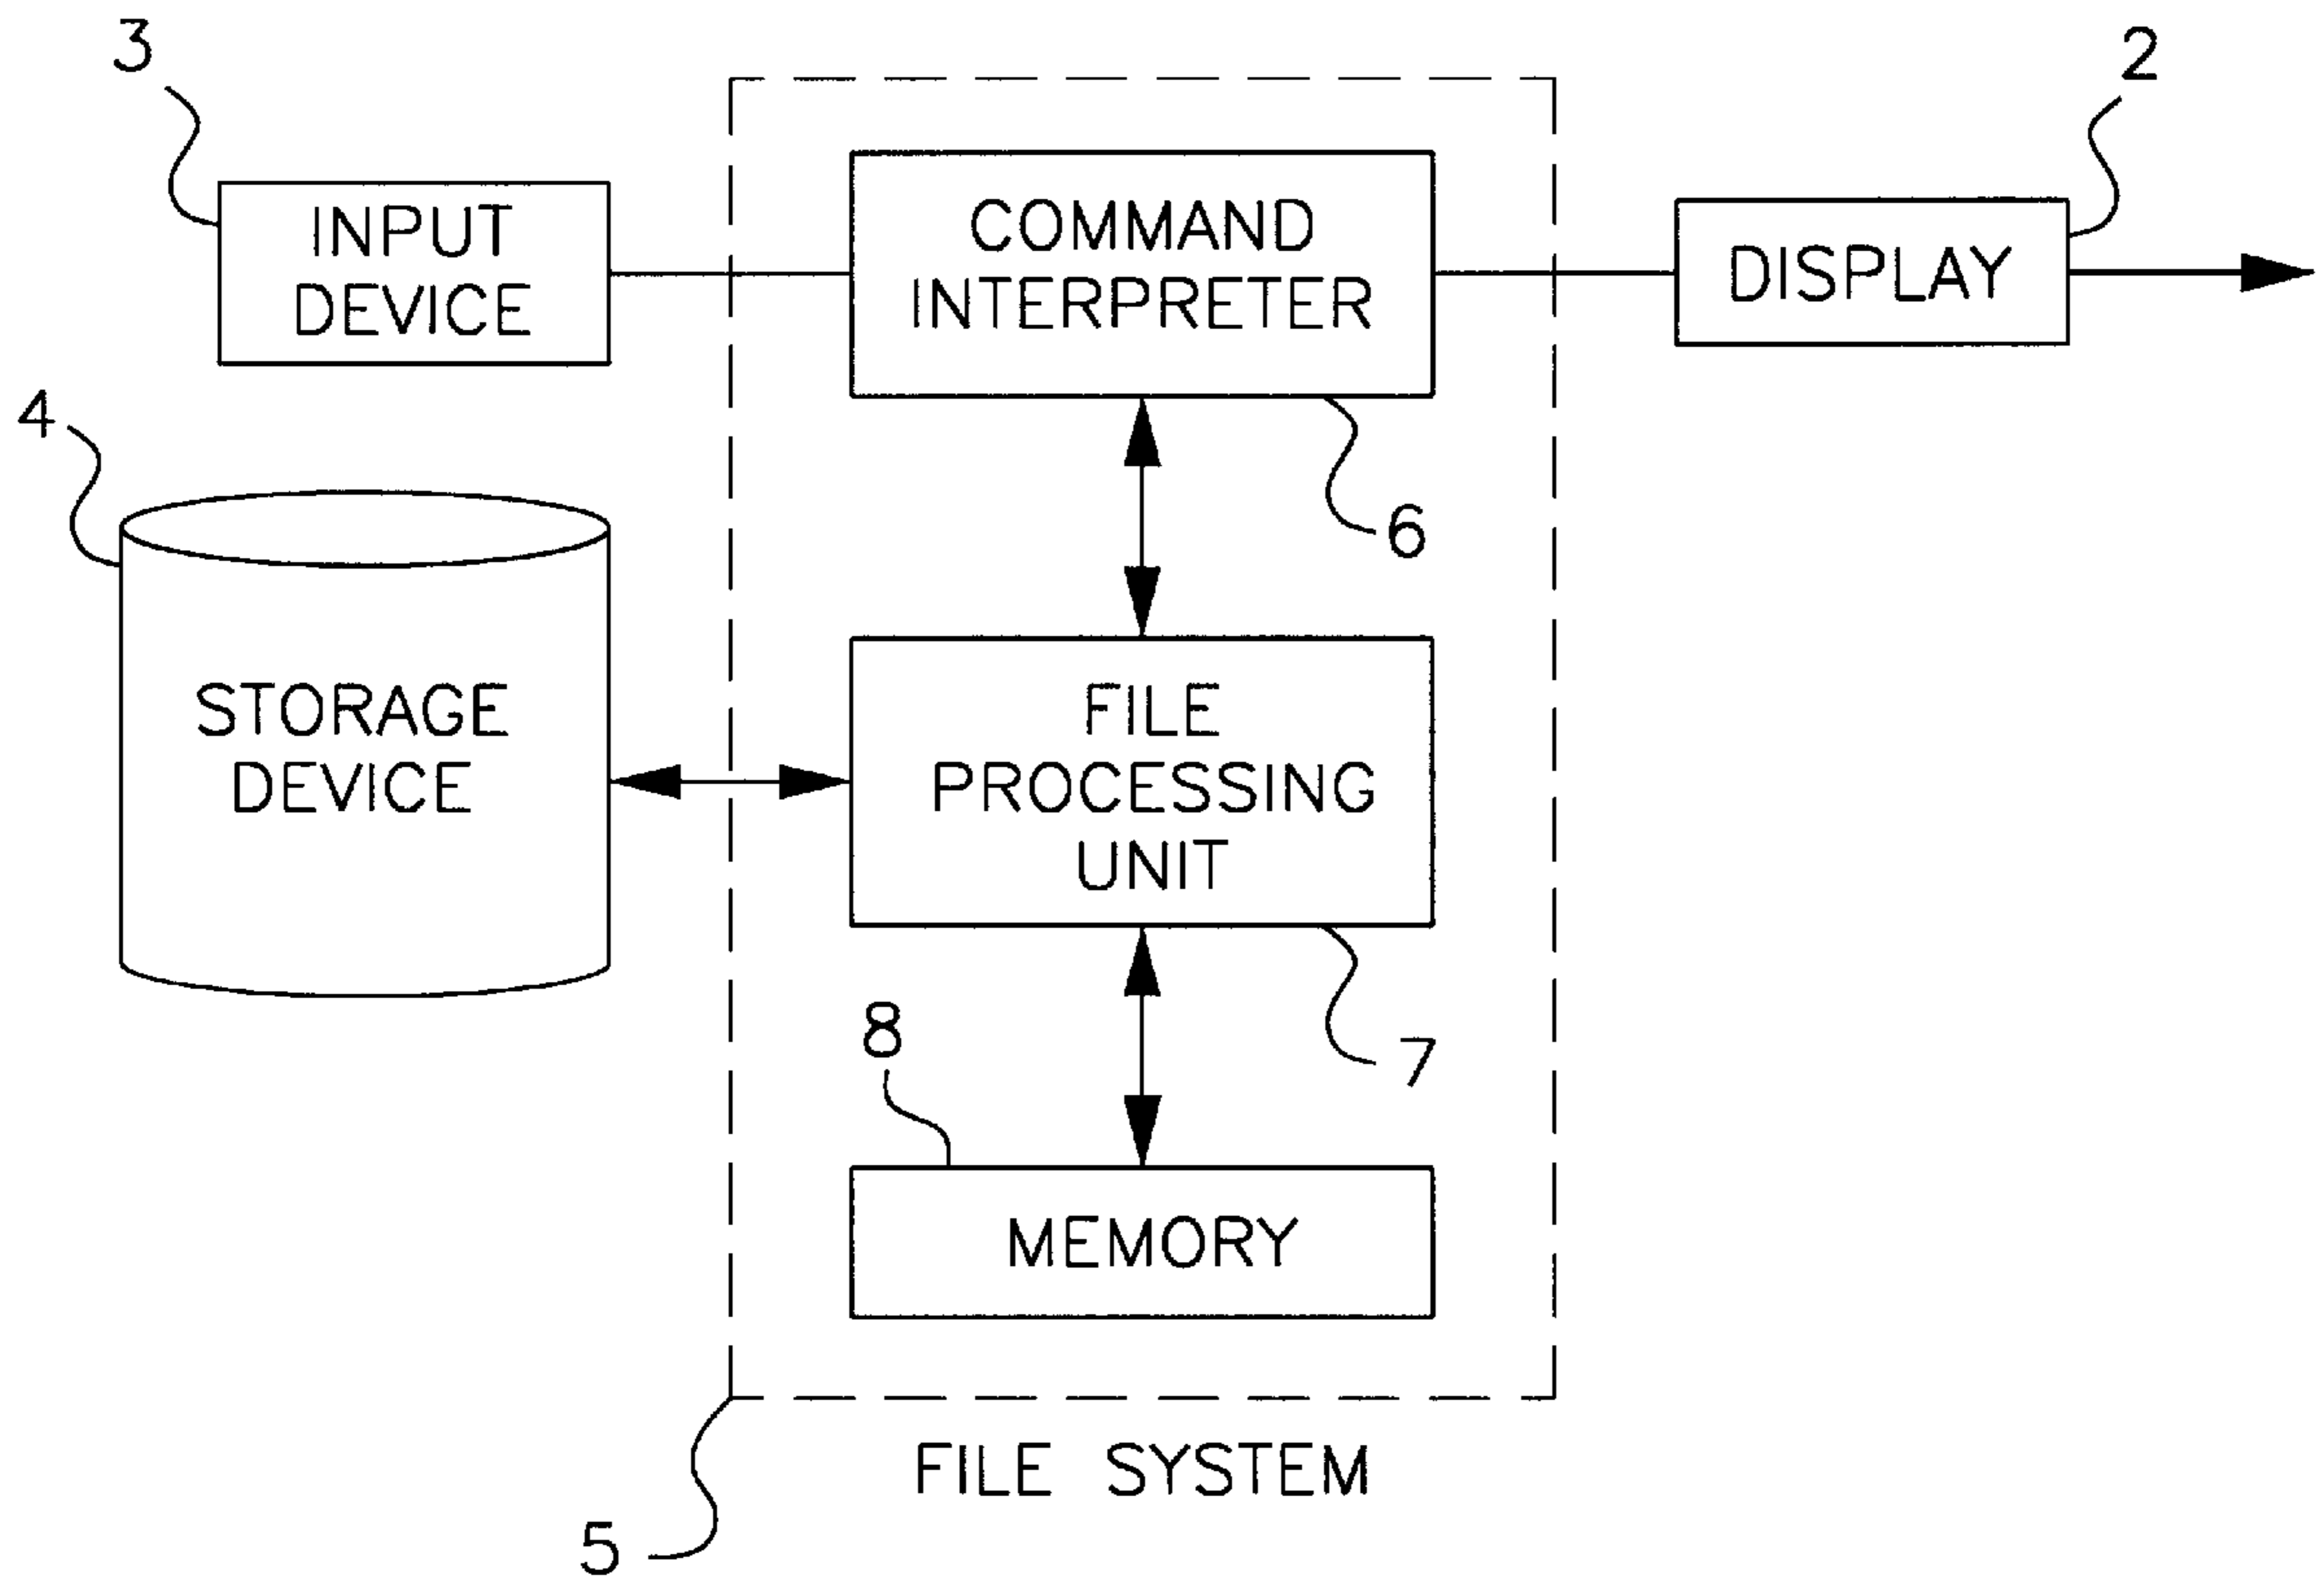 3
2
INPUT
DEVICE
COMMAND
INTERPRETER
DISPLAY
4
6
STORAGE
DEVICE
FILE
PROCESSING
UNIT
8
7
MEMORY
FILE SYSTEM
5